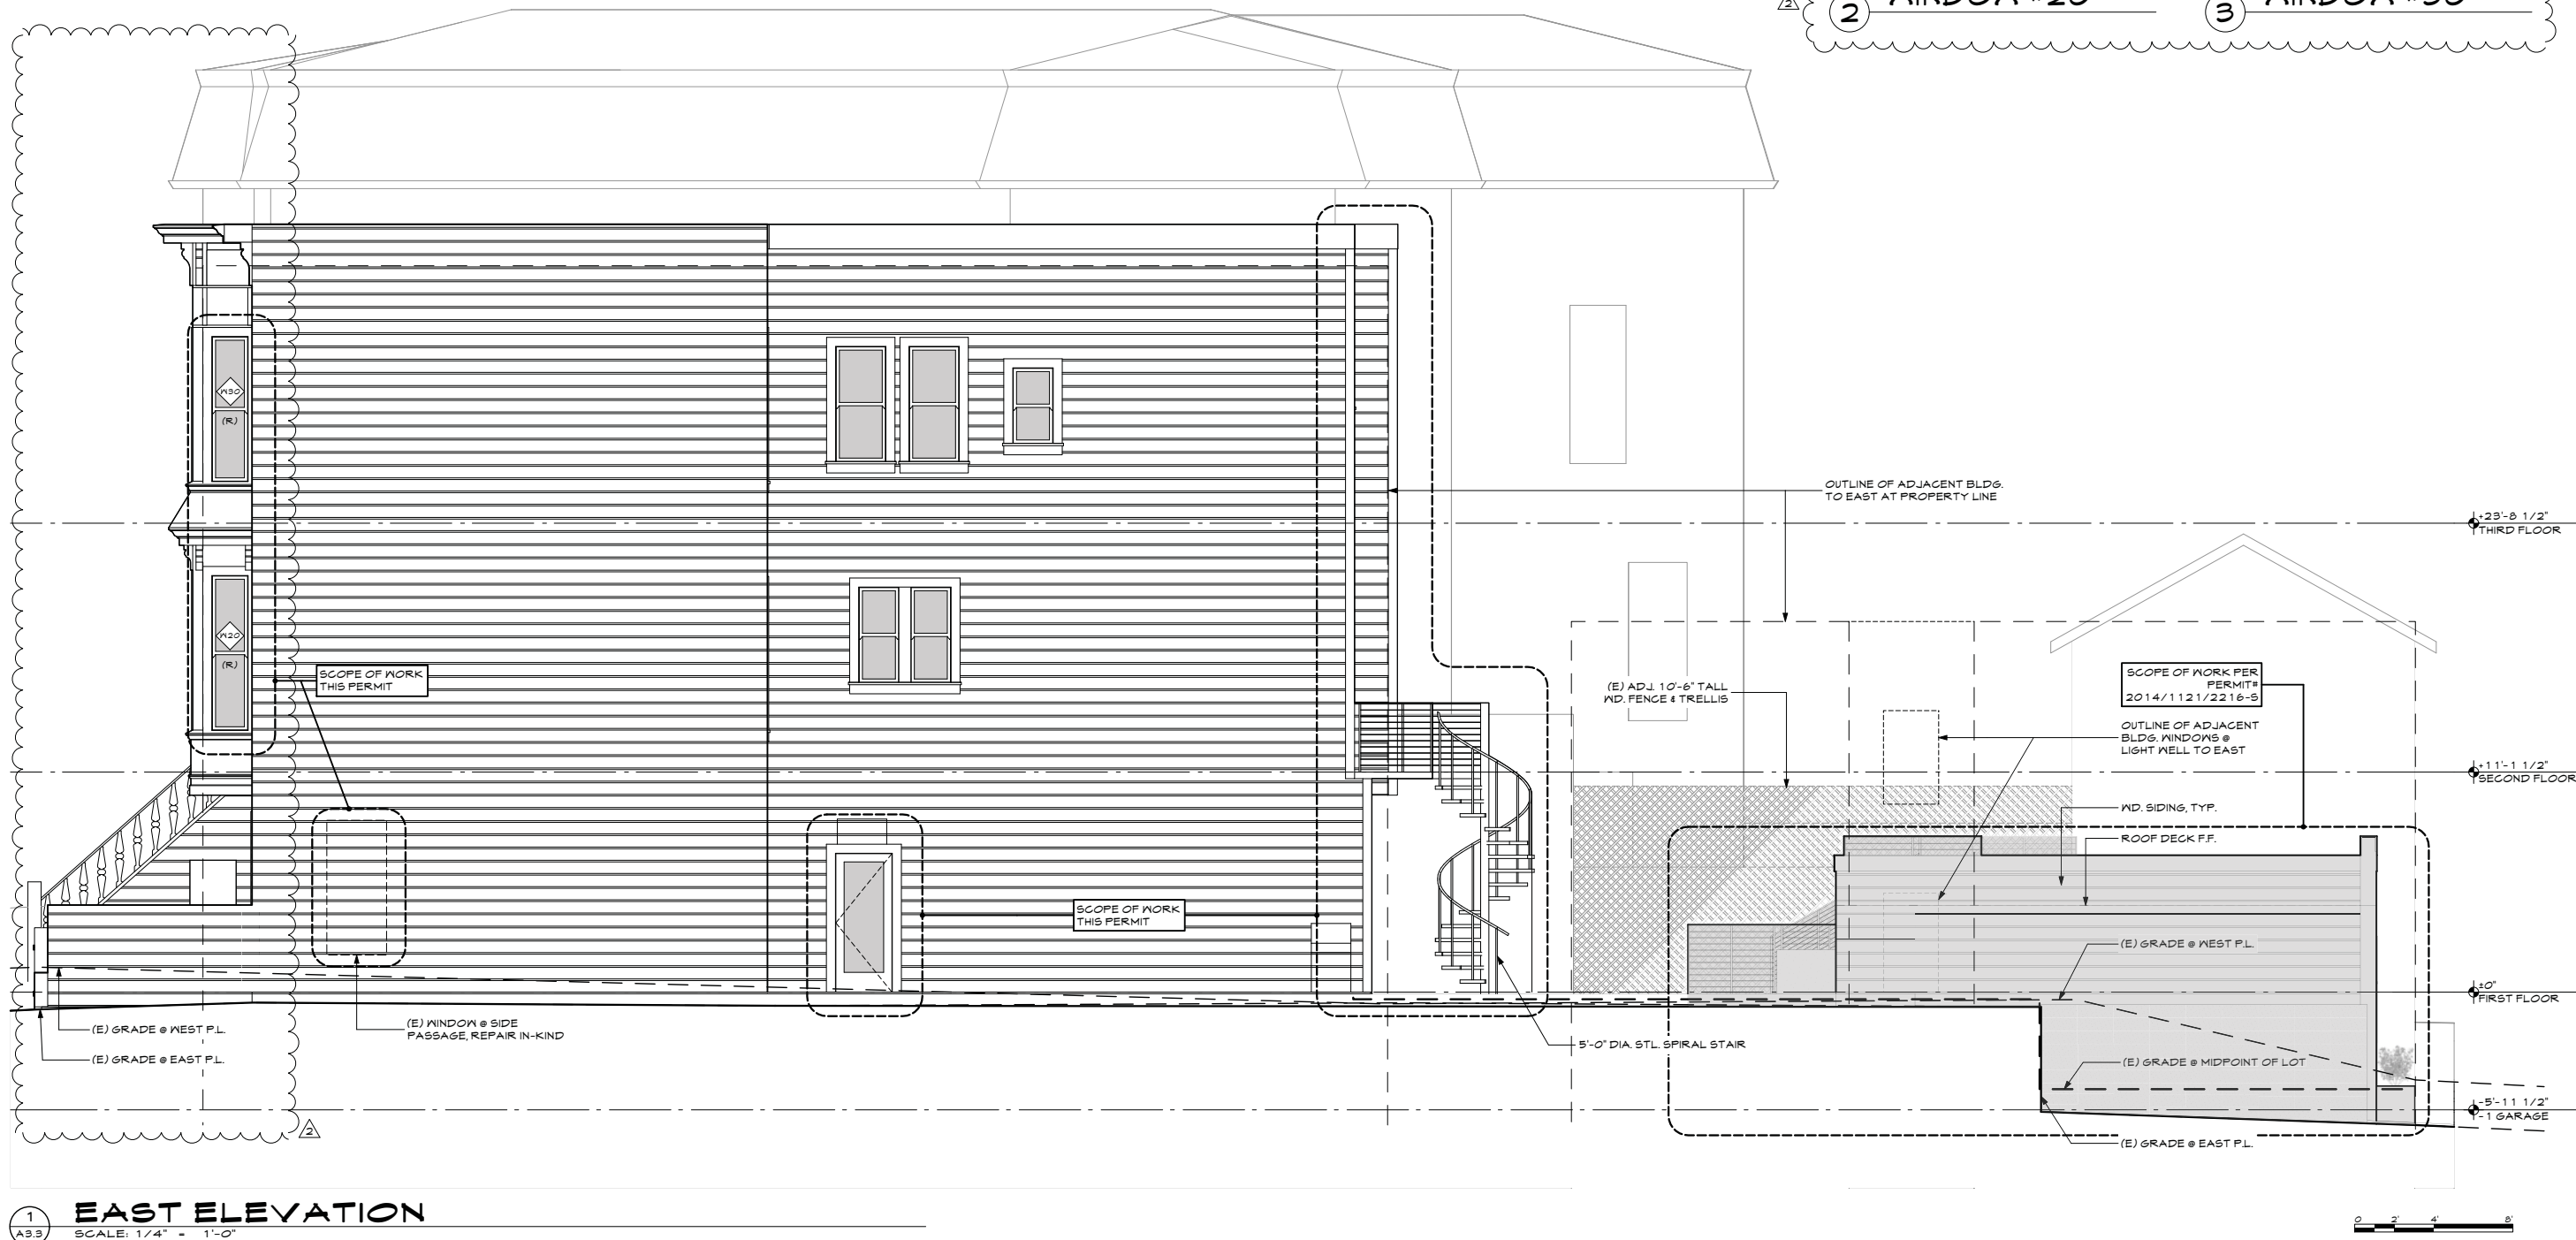 2
2
3
W30
(R)
OUTLINE OF ADJACENT BLDG.
TO EAST AT PROPERTY LINE
+23'-8 1/2"
THIRD FLOOR
W20
(R)
SCOPE OF WORK
THIS PERMIT
(E) ADJ. 10'-6" TALL
WD. FENCE & TRELLIS
SCOPE OF WORK PER
PERMIT#
2014/1121/2216-S
OUTLINE OF ADJACENT
BLDG. WINDOWS @
LIGHT WELL TO EAST
+11'-1 1/2"
SECOND FLOOR
WD. SIDING, TYP.
ROOF DECK F.F.
SCOPE OF WORK
THIS PERMIT
(E) GRADE @ WEST P.L.
±0"
FIRST FLOOR
(E) GRADE @ WEST P.L.
(E) WINDOW @ SIDE
PASSAGE, REPAIR IN-KIND
(E) GRADE @ EAST P.L.
5'-0" DIA. STL. SPIRAL STAIR
(E) GRADE @ MIDPOINT OF LOT
-5'-11 1/2"
-1 GARAGE
2
(E) GRADE @ EAST P.L.
1
A3.3
EAST ELEVATION
SCALE: 1/4" = 1'-0"
0 2' 4' 8'